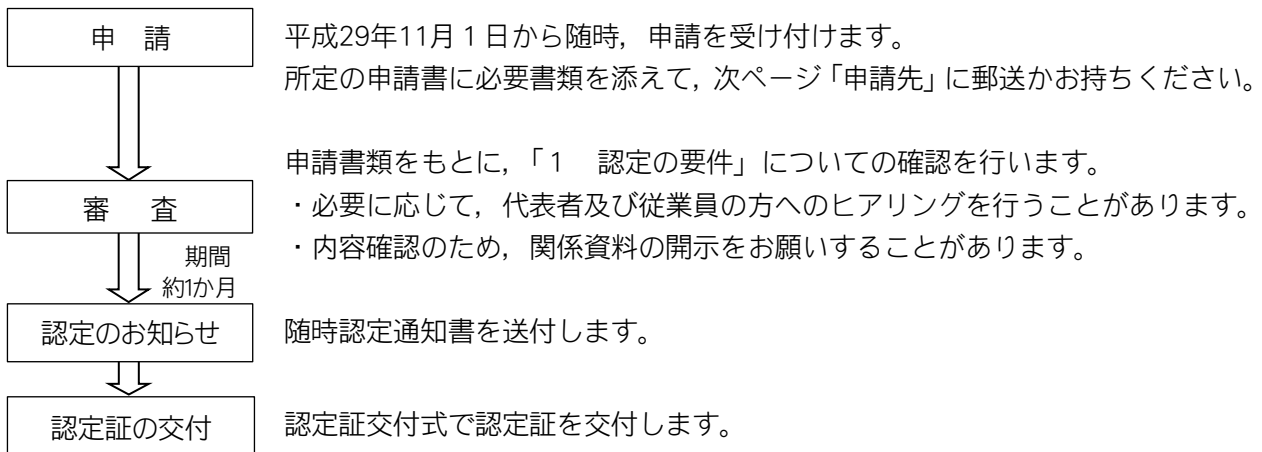 申　請
平成29年11月１日から随時，申請を受け付けます。
所定の申請書に必要書類を添えて，次ページ「申請先」に郵送かお持ちください。
申請書類をもとに，「１　認定の要件」についての確認を行います。
審　査
・必要に応じて，代表者及び従業員の方へのヒアリングを行うことがあります。
・内容確認のため，関係資料の開示をお願いすることがあります。
期間
約1か月
認定のお知らせ
随時認定通知書を送付します。
認定証の交付
認定証交付式で認定証を交付します。